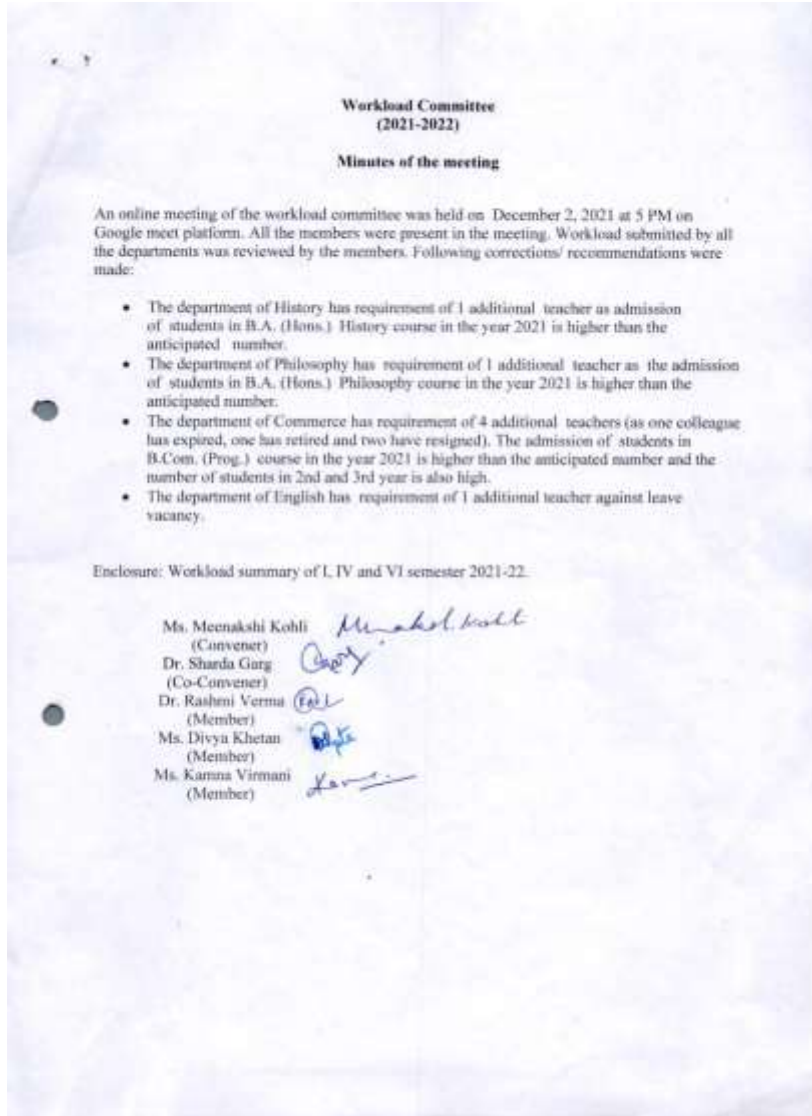 Workload Committee
(2021-2022)
Minutes of the meeting
An online meeting of the workload committee was held on December 2, 2021 at 5 PM on
Google meet platform. All the members were present in the meeting. Workload submitted by all
the departments was reviewed by the members. Following corrections/ recommendations were
made:
• The department of History has requirement of 1 additional teacher as admission
of students in B.A. (Hons.) History course in the year 2021 is higher than the
anticipated number.
• The department of Philosophy has requirement of 1 additional teacher as the admission
of students in B.A. (Hons.) Philosophy course in the year 2021 is higher than the
anticipated number.
• The department of Commerce has requirement of 4 additional teachers (as one colleague
has expired, one has retired and two have resigned). The admission of students in
B.Com. (Prog.) course in the year 2021 is higher than the anticipated number and the
number of students in 2nd and 3rd year is also high.
• The department of English has requirement of 1 additional teacher against leave
vacancy.
Enclosure: Workload summary of I, IV and VI semester 2021-22.
Ms. Meenakshi Kohli
(Convener)
Dr. Sharda Garg
(Co-Convener)
Dr. Rashmi Verma
(Member)
Ms. Divya Khetan
(Member)
Ms. Kamna Virmani
(Member)